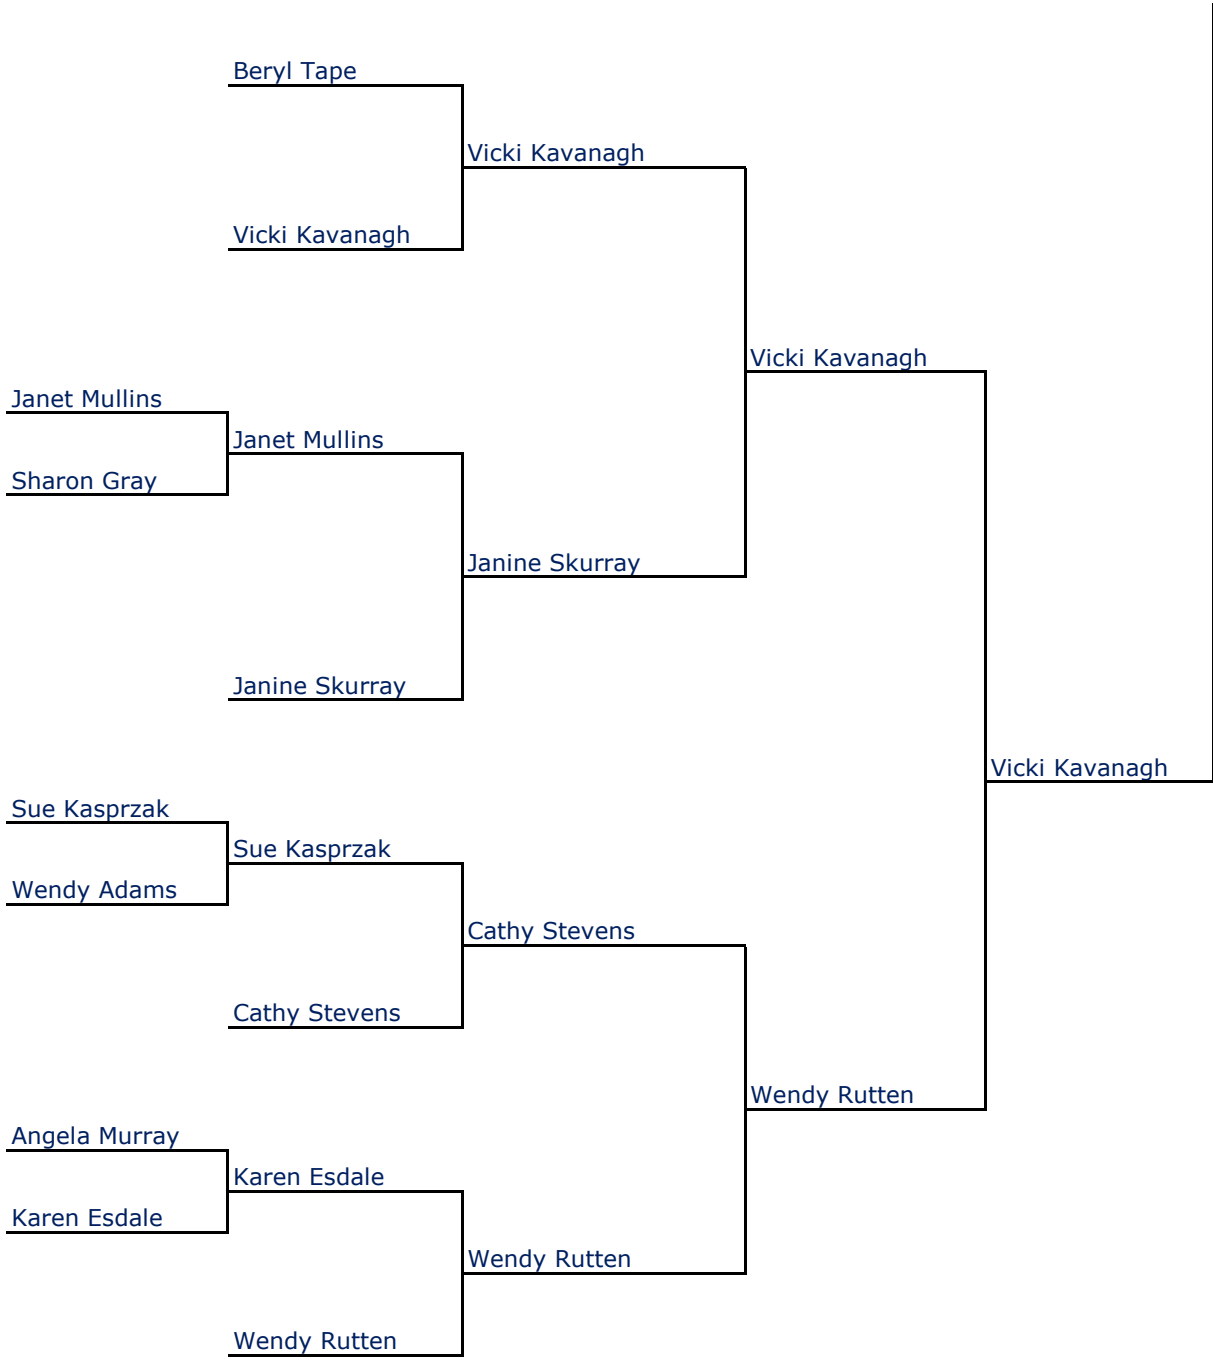 Beryl Tape
Vicki Kavanagh
Vicki Kavanagh
Vicki Kavanagh
Janet Mullins
Janet Mullins
Sharon Gray
Janine Skurray
Janine Skurray
Vicki Kavanagh
Sue Kasprzak
Sue Kasprzak
Wendy Adams
Cathy Stevens
Cathy Stevens
Wendy Rutten
Angela Murray
Karen Esdale
Karen Esdale
Wendy Rutten
Wendy Rutten